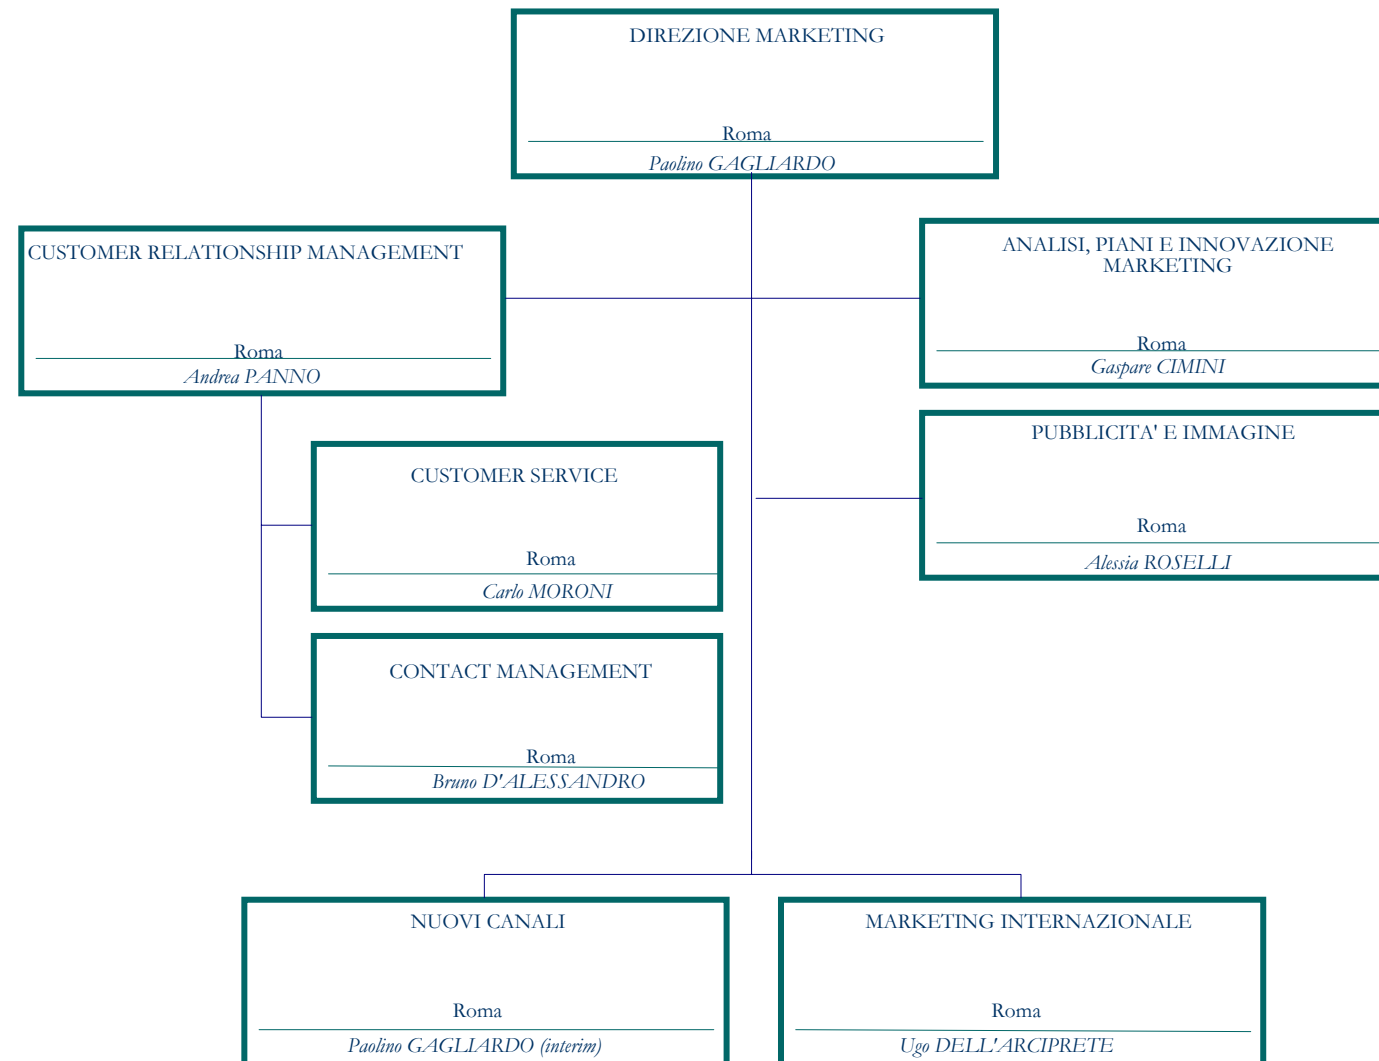 DIREZIONE MARKETING
Roma
Paolino GAGLIARDO
CUSTOMER RELATIONSHIP MANAGEMENT
Roma
Andrea PANNO
ANALISI, PIANI E INNOVAZIONE
MARKETING
Roma
Gaspare CIMINI
PUBBLICITA' E IMMAGINE
Roma
Alessia ROSELLI
CUSTOMER SERVICE
Roma
Carlo MORONI
CONTACT MANAGEMENT
Roma
Bruno D'ALESSANDRO
NUOVI CANALI
Roma
Paolino GAGLIARDO (interim)
MARKETING INTERNAZIONALE
Roma
Ugo DELL'ARCIPRETE